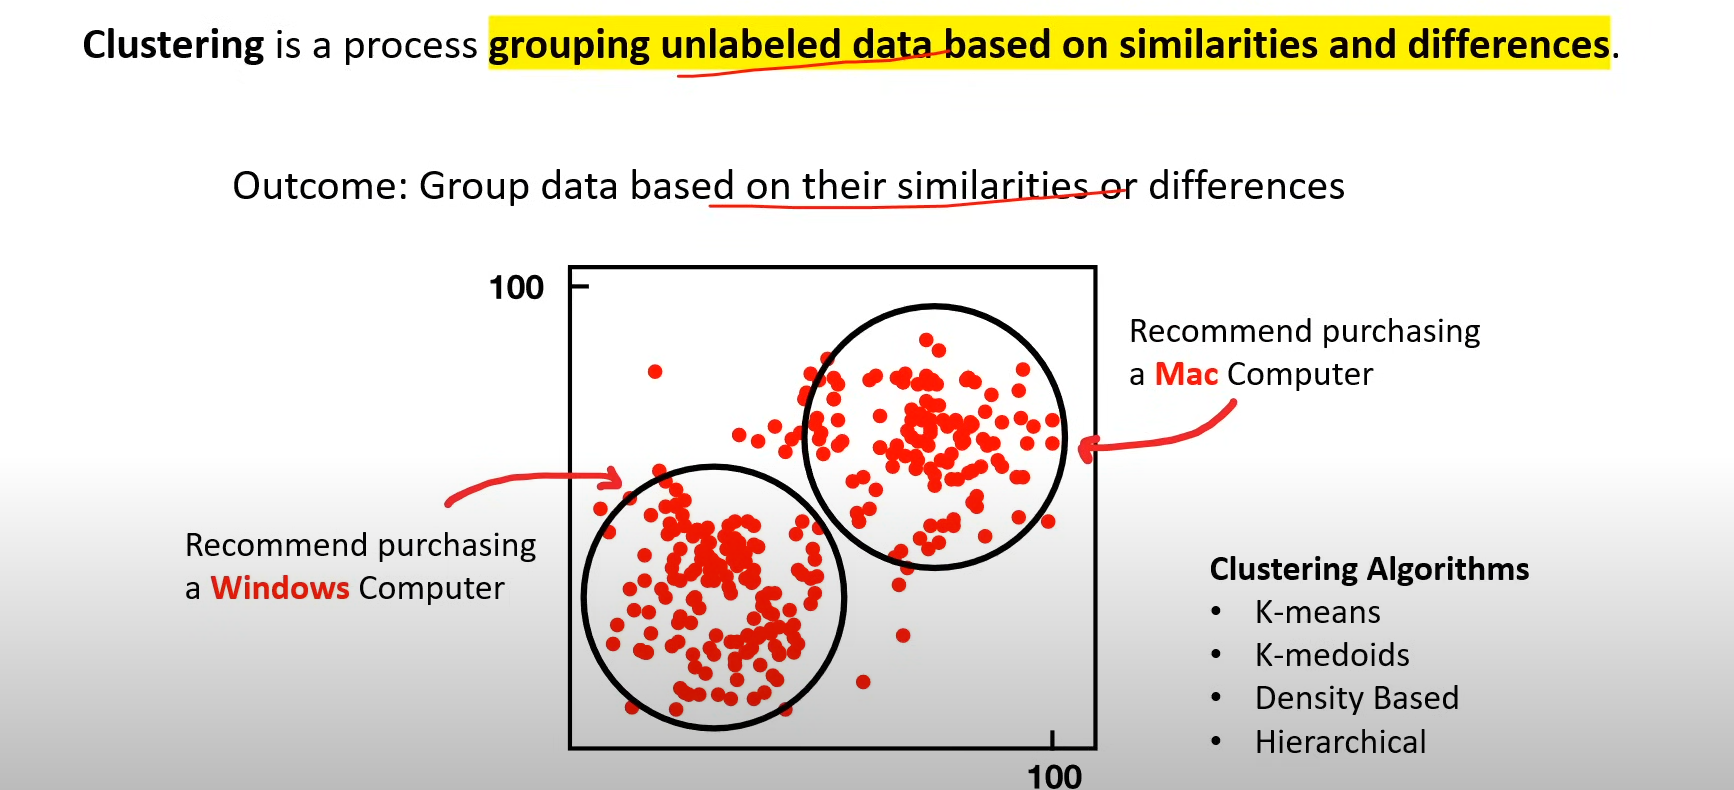 Clustering is a process grouping unlabeled data based on similarities and differences.
Outcome: Group data based on their similarities or differences
100
Recommend purchasing
a Mac Computer
Recommend purchasing
a Windows Computer
Clustering Algorithms
• K-means
• K-medoids
• Density Based
• Hierarchical
100